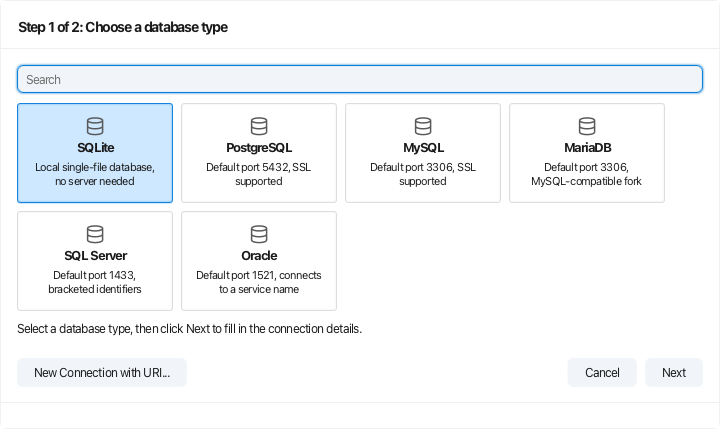 Step 1 of 2: Choose a database type
Search
SQLite
Local single-file database,
no server needed
PostgreSQL
Default port 5432, SSL
supported
MySQL
Default port 3306, SSL
supported
MariaDB
Default port 3306,
MySQL-compatible fork
SQL Server
Default port 1433,
bracketed identifiers
Oracle
Default port 1521, connects
to a service name
Select a database type, then click Next to fill in the connection details.
New Connection with URI...
Cancel
Next